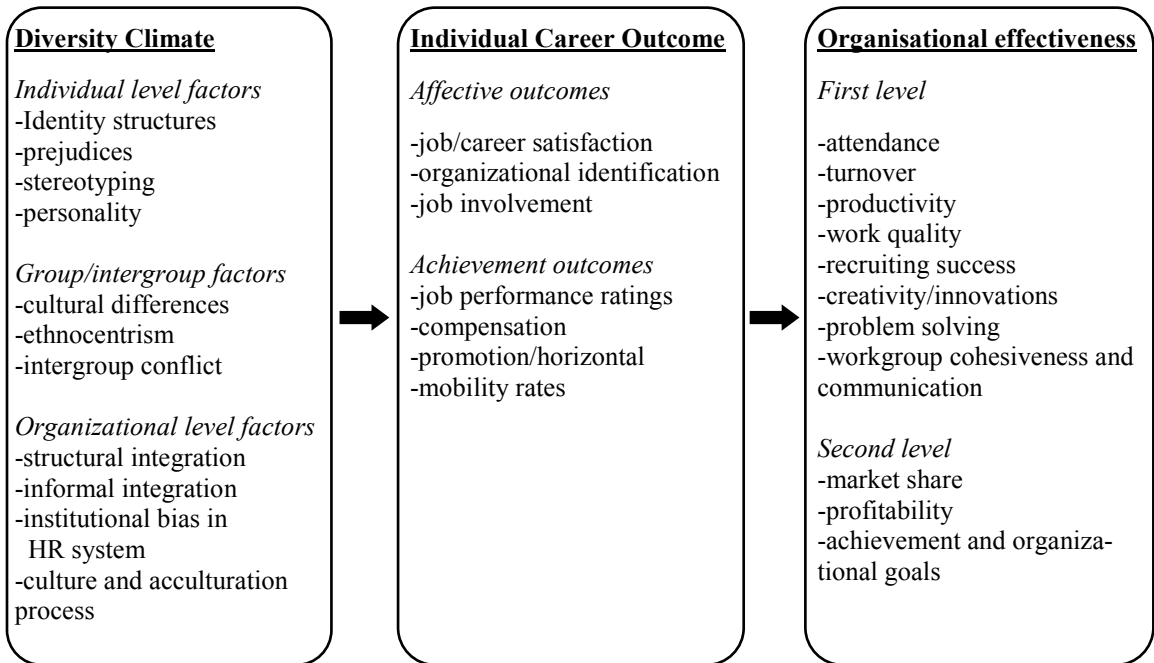 Diversity Climate
Individual level factors
-Identity structures
-prejudices
-stereotyping
-personality
Group/intergroup factors
-cultural differences
-ethnocentrism
-intergroup conflict
Organizational level factors
-structural integration
-informal integration
-institutional bias in
HR system
-culture and acculturation
process
Individual Career Outcome
Affective outcomes
-job/career satisfaction
-organizational identification
-job involvement
Achievement outcomes
-job performance ratings
-compensation
-promotion/horizontal
-mobility rates
Organisational effectiveness
First level
-attendance
-turnover
-productivity
-work quality
-recruiting success
-creativity/innovations
-problem solving
-workgroup cohesiveness and
communication
Second level
-market share
-profitability
-achievement and organiza-
tional goals